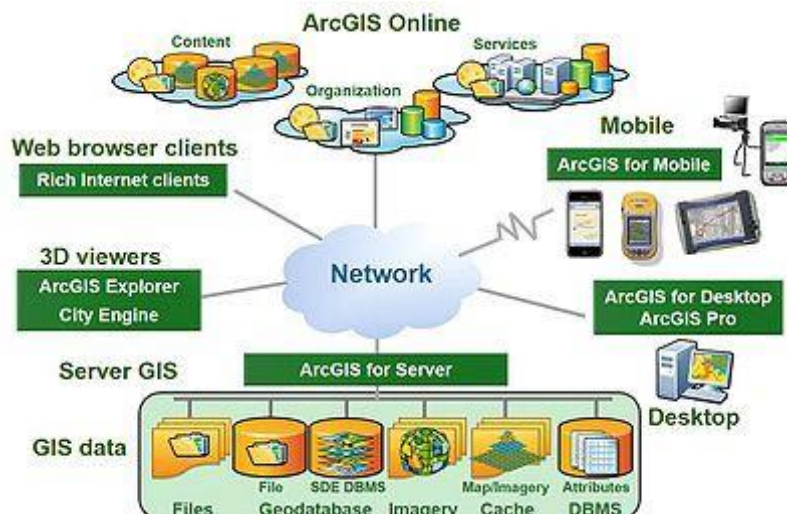 ArcGIS Online
Content
Services
Organization
Web browser clients
Rich Internet clients
Mobile
ArcGIS for Mobile
3D viewers
ArcGIS Explorer
City Engine
Network
ArcGIS for Desktop
ArcGIS Pro
Server GIS
ArcGIS for Server
Desktop
GIS data
File
SDE DBMS
Map/Imagery
Attributes
Files
Geodatabase
Imagery
Cache
DBMS